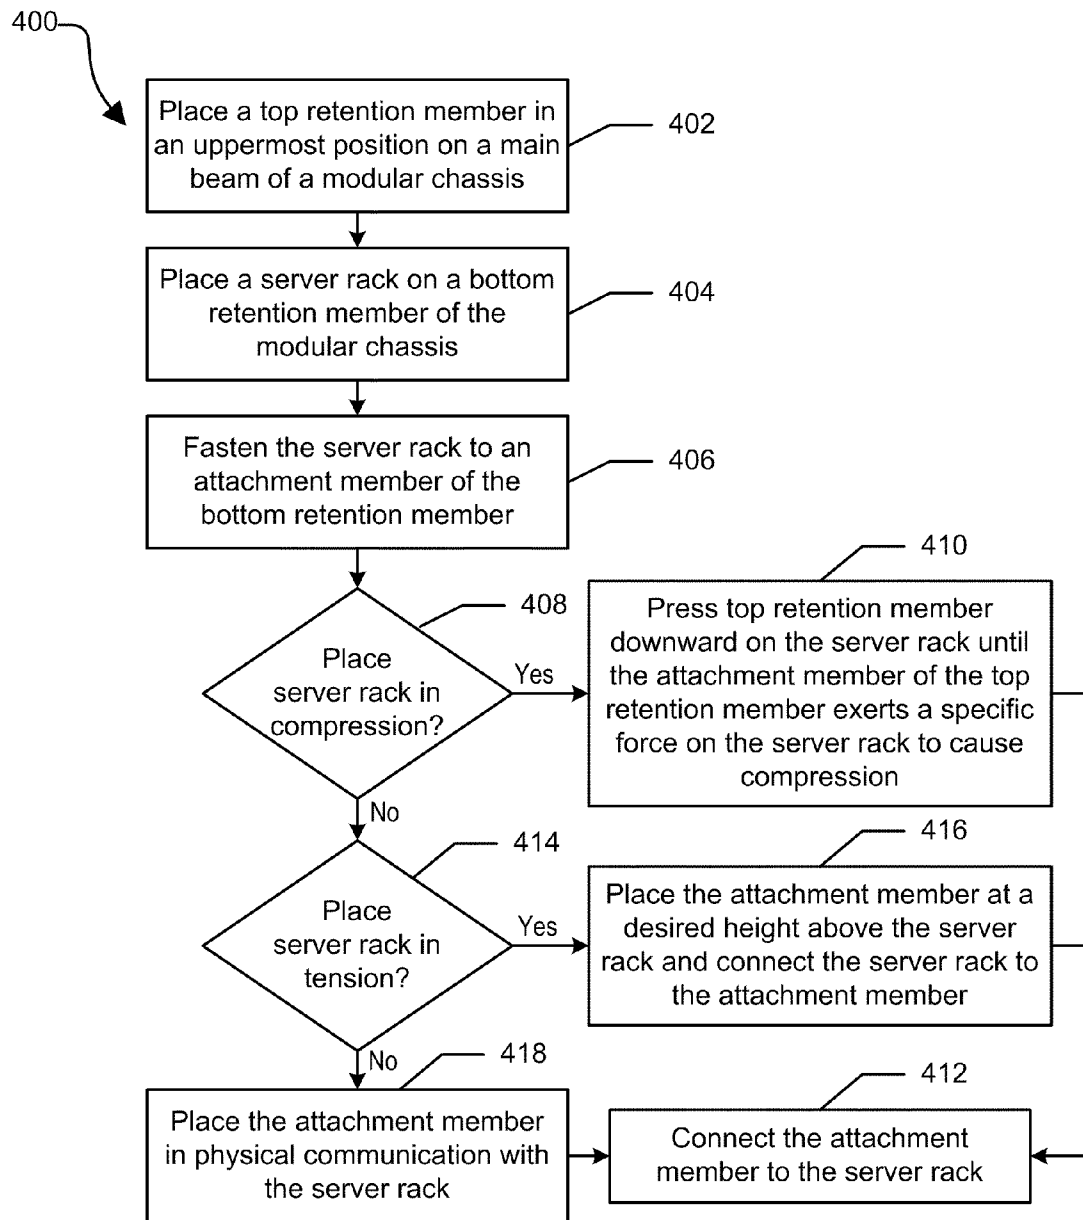 400
Place a top retention member in
an uppermost position on a main
beam of a modular chassis
402
Place a server rack on a bottom
retention member of the
modular chassis
404
Fasten the server rack to an
attachment member of the
bottom retention member
406
Place
server rack in
compression?
408
Yes
No
Press top retention member
downward on the server rack until
the attachment member of the top
retention member exerts a specific
force on the server rack to cause
compression
410
Place
server rack in
tension?
414
Yes
No
Place the attachment member at a
desired height above the server
rack and connect the server rack to
the attachment member
416
Place the attachment member
in physical communication with
the server rack
418
Connect the attachment
member to the server rack
412